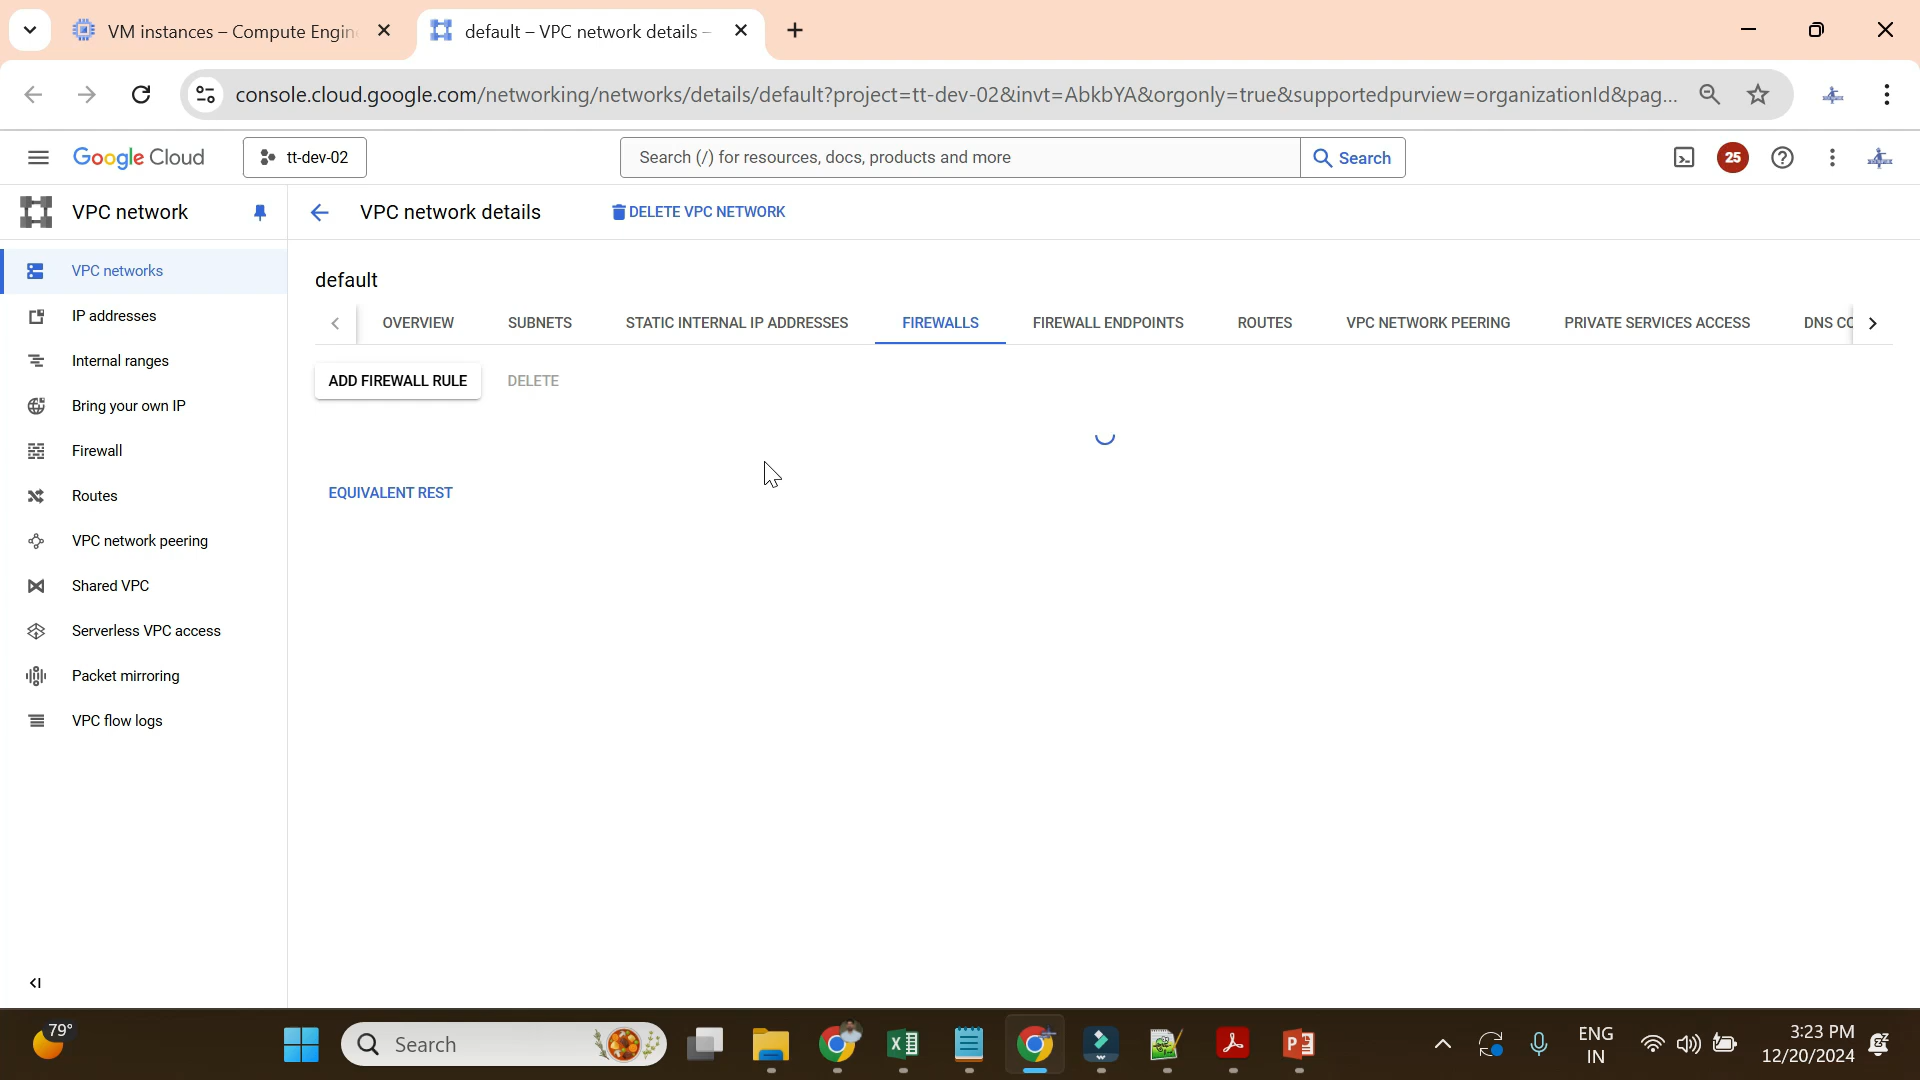 VM instances – Compute Engin
default – VPC network details –
console.cloud.google.com/networking/networks/details/default?project=tt-dev-02&invt=AbkbYA&orgonly=true&supportedpurview=organizationId&pag...
Google Cloud
tt-dev-02
Search (/) for resources, docs, products and more
Search
25
VPC network
VPC network details
DELETE VPC NETWORK
VPC networks
IP addresses
Internal ranges
Bring your own IP
Firewall
Routes
VPC network peering
Shared VPC
Serverless VPC access
Packet mirroring
VPC flow logs
default
OVERVIEW
SUBNETS
STATIC INTERNAL IP ADDRESSES
FIREWALLS
FIREWALL ENDPOINTS
ROUTES
VPC NETWORK PEERING
PRIVATE SERVICES ACCESS
DNS CO
ADD FIREWALL RULE
DELETE
EQUIVALENT REST
79°
Search
ENG
IN
3:23 PM
12/20/2024